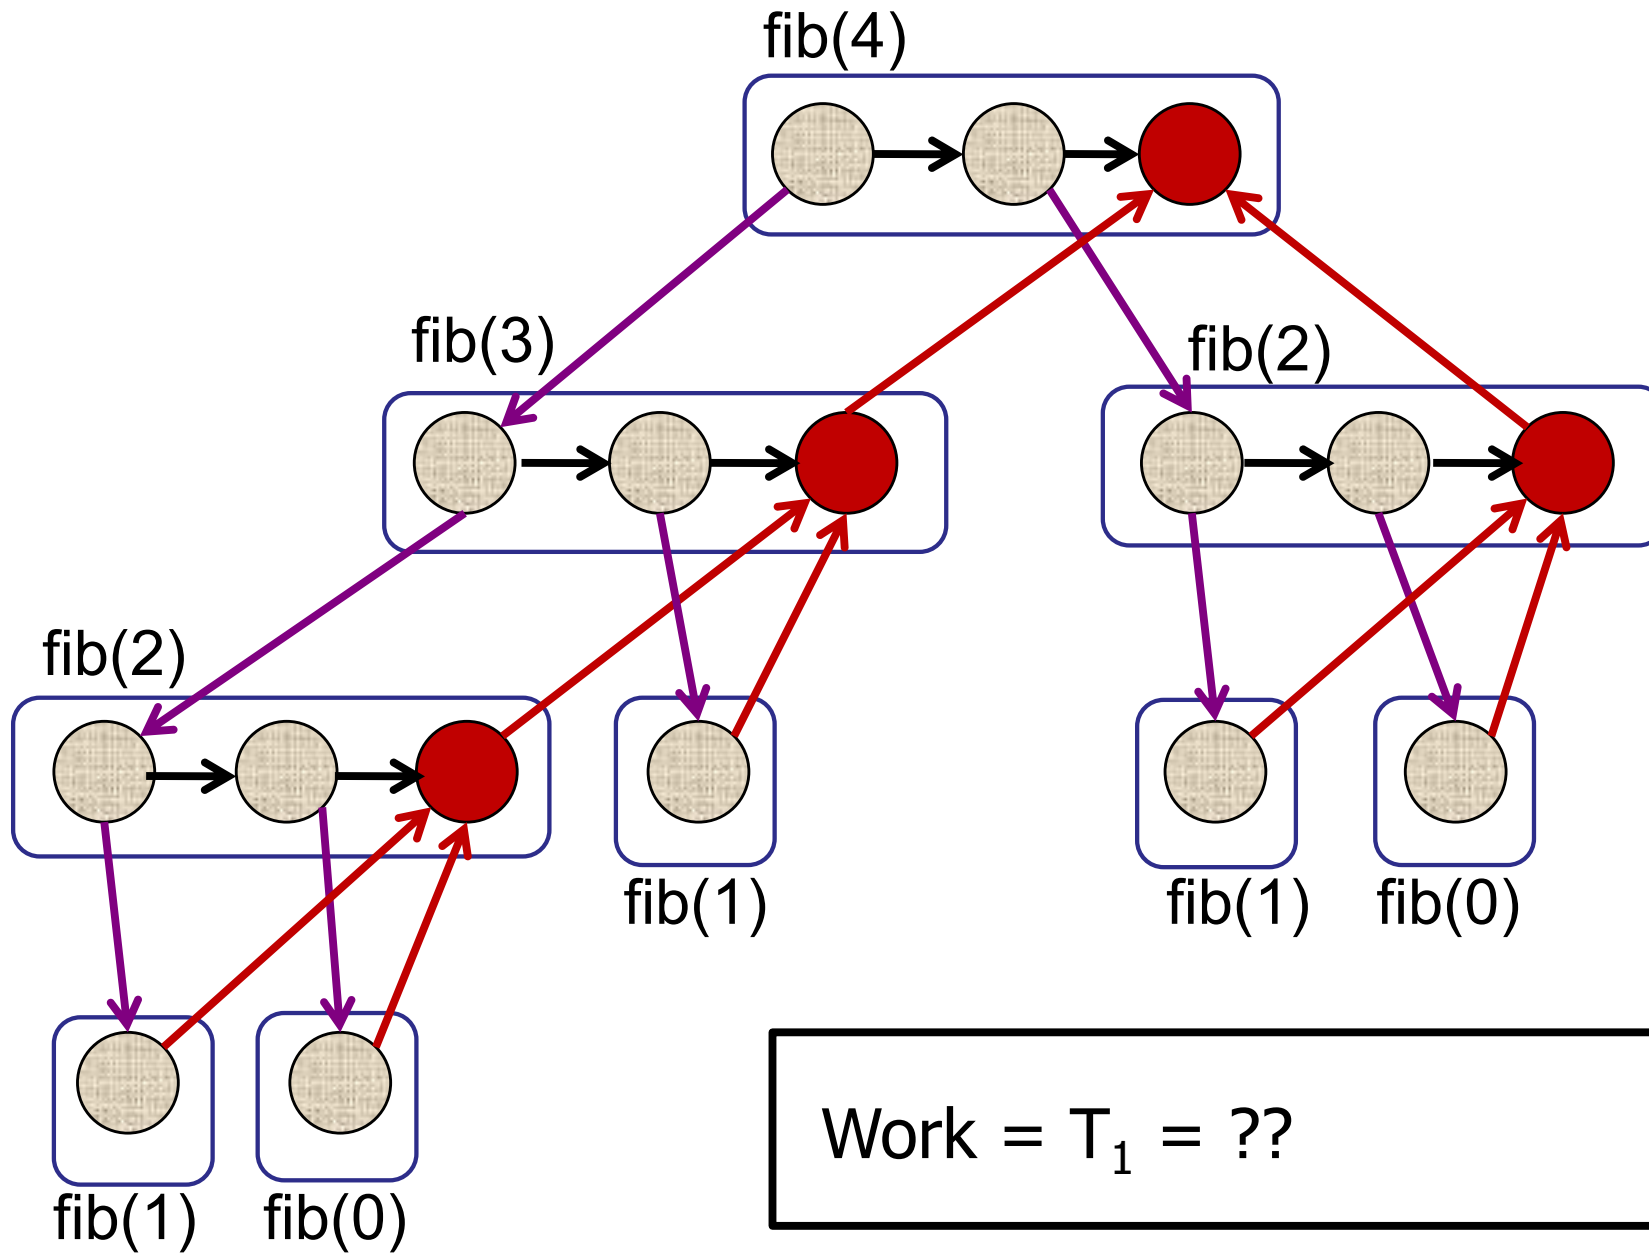 fib(4)
fib(3)
fib(2)
fib(2)
fib(1)
fib(1)
fib(0)
fib(1)
fib(0)
Work = T₁ = ??